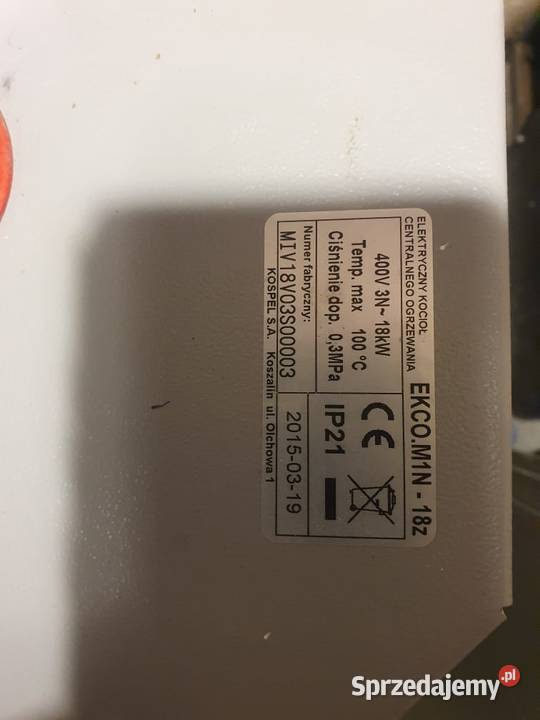 ELEKTRYCZNY KOCIOŁ
CENTRALNEGO OGRZEWANIA
EKCO.M1N - 18z
400V 3N~ 18kW
Temp. max 100 °C
Ciśnienie dop. 0,3MPa
CE
IP21
Numer fabryczny:
MIV18V03S00003
2015-03-19
KOSPEL S.A. Koszalin ul. Olchowa 1
Sprzedajemy.pl